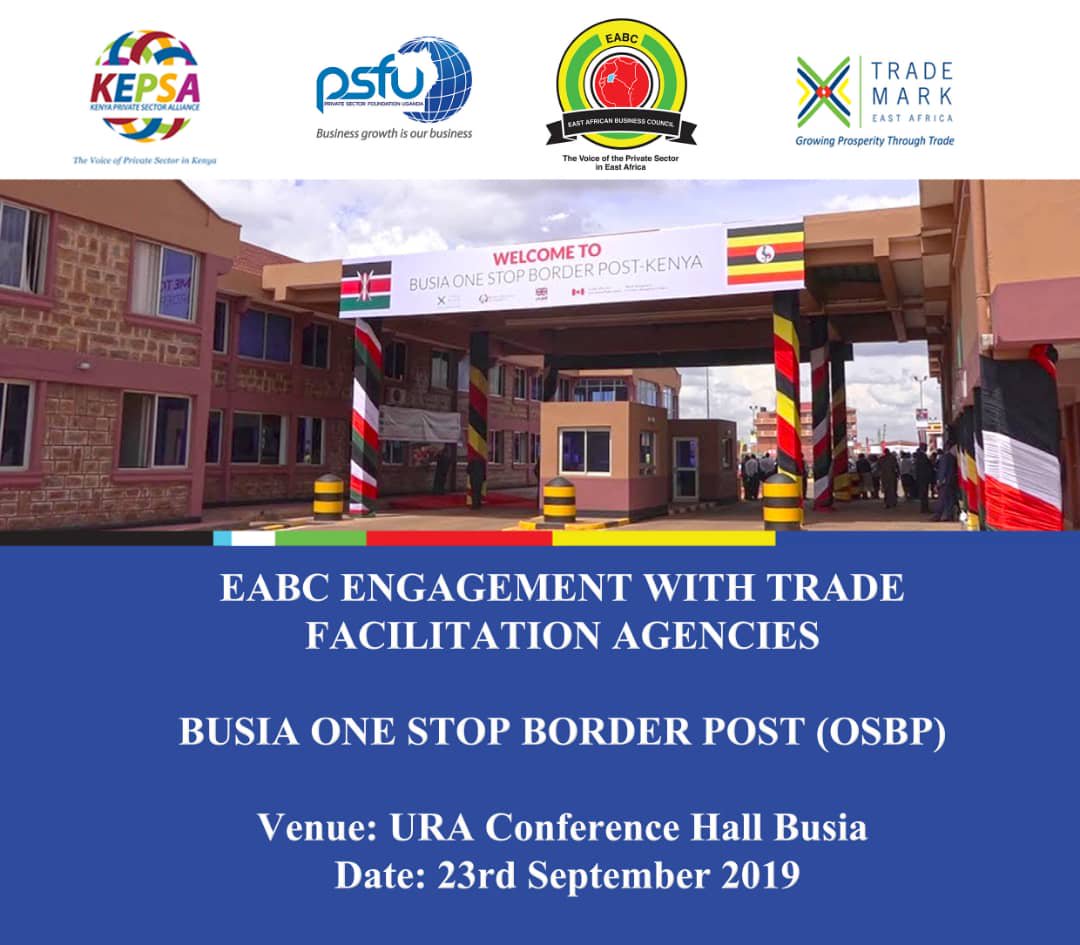 KEPSA
KENYA PRIVATE SECTOR ALLIANCE
The Voice of Private Sector in Kenya
psfu
PRIVATE SECTOR FOUNDATION UGANDA
Business growth is our business
EABC
EAST AFRICAN BUSINESS COUNCIL
The Voice of the Private Sector
in East Africa
TRADE
MARK
EAST AFRICA
Growing Prosperity Through Trade
WELCOME TO
BUSIA ONE STOP BORDER POST-KENYA
EABC ENGAGEMENT WITH TRADE
FACILITATION AGENCIES
BUSIA ONE STOP BORDER POST (OSBP)
Venue: URA Conference Hall Busia
Date: 23rd September 2019